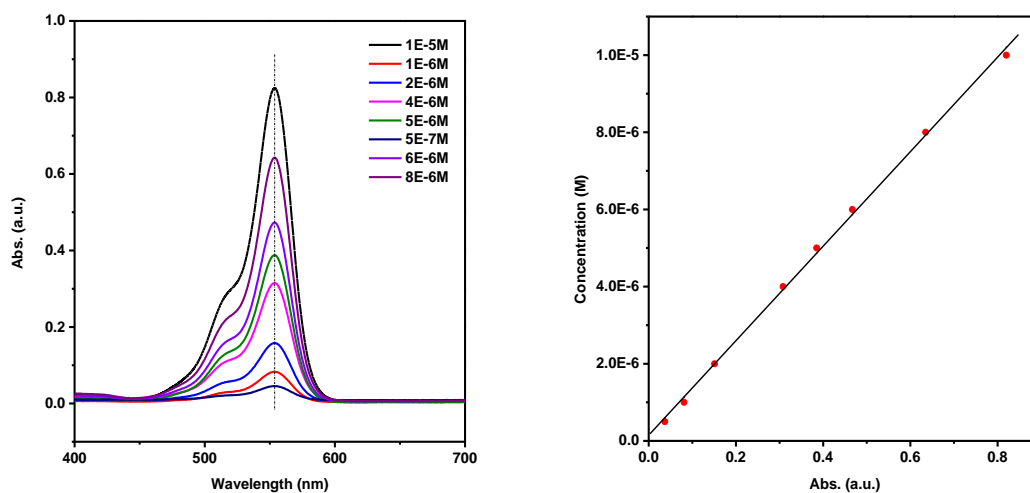 1.0
0.8
0.6
0.4
0.2
0.0
Abs. (a.u.)
400
500
600
700
Wavelength (nm)
1E-5M
1E-6M
2E-6M
4E-6M
5E-6M
5E-7M
6E-6M
8E-6M
1.0E-5
8.0E-6
6.0E-6
4.0E-6
2.0E-6
0.0
Concentration (M)
0.0
0.2
0.4
0.6
0.8
Abs. (a.u.)